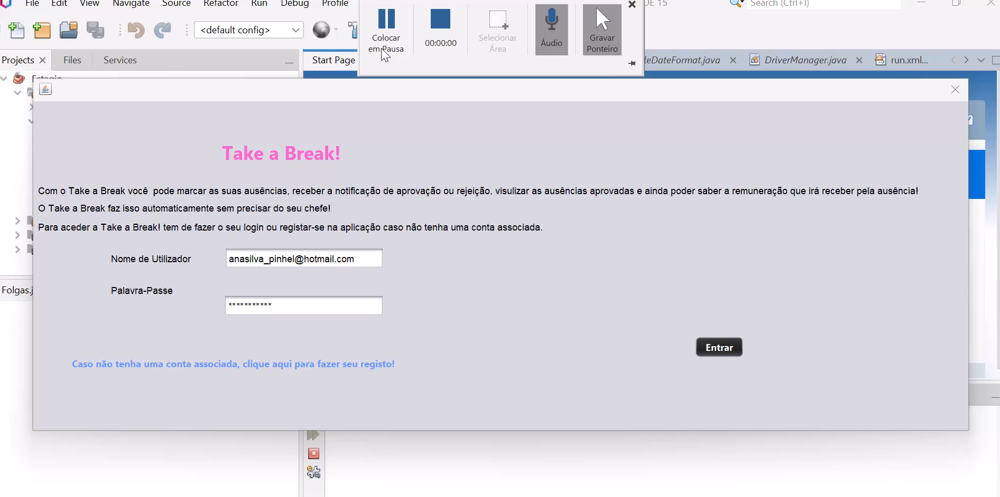 File Edit View Navigate Source Refactor Run Debug Profile
DE 15
Search (Ctrl+I)
<default config>
Colocar em Pausa
00:00:00
Selecionar Área
Áudio
Gravar Ponteiro
Projects Files Services
Start Page
leDateFormat.java DriverManager.java run.xml...
Estagio
Take a Break!
Com o Take a Break você  pode marcar as suas ausências, receber a notificação de aprovação ou rejeição, visulizar as ausências aprovadas e ainda poder saber a remuneração que irá receber pela ausência!
O Take a Break faz isso automaticamente sem precisar do seu chefe!
Para aceder a Take a Break! tem de fazer o seu login ou registar-se na aplicação caso não tenha uma conta associada.
Nome de Utilizador
anasilva_pinhel@hotmail.com
Folgas.j
Palavra-Passe
***********
Entrar
Caso não tenha uma conta associada, clique aqui para fazer seu registo!